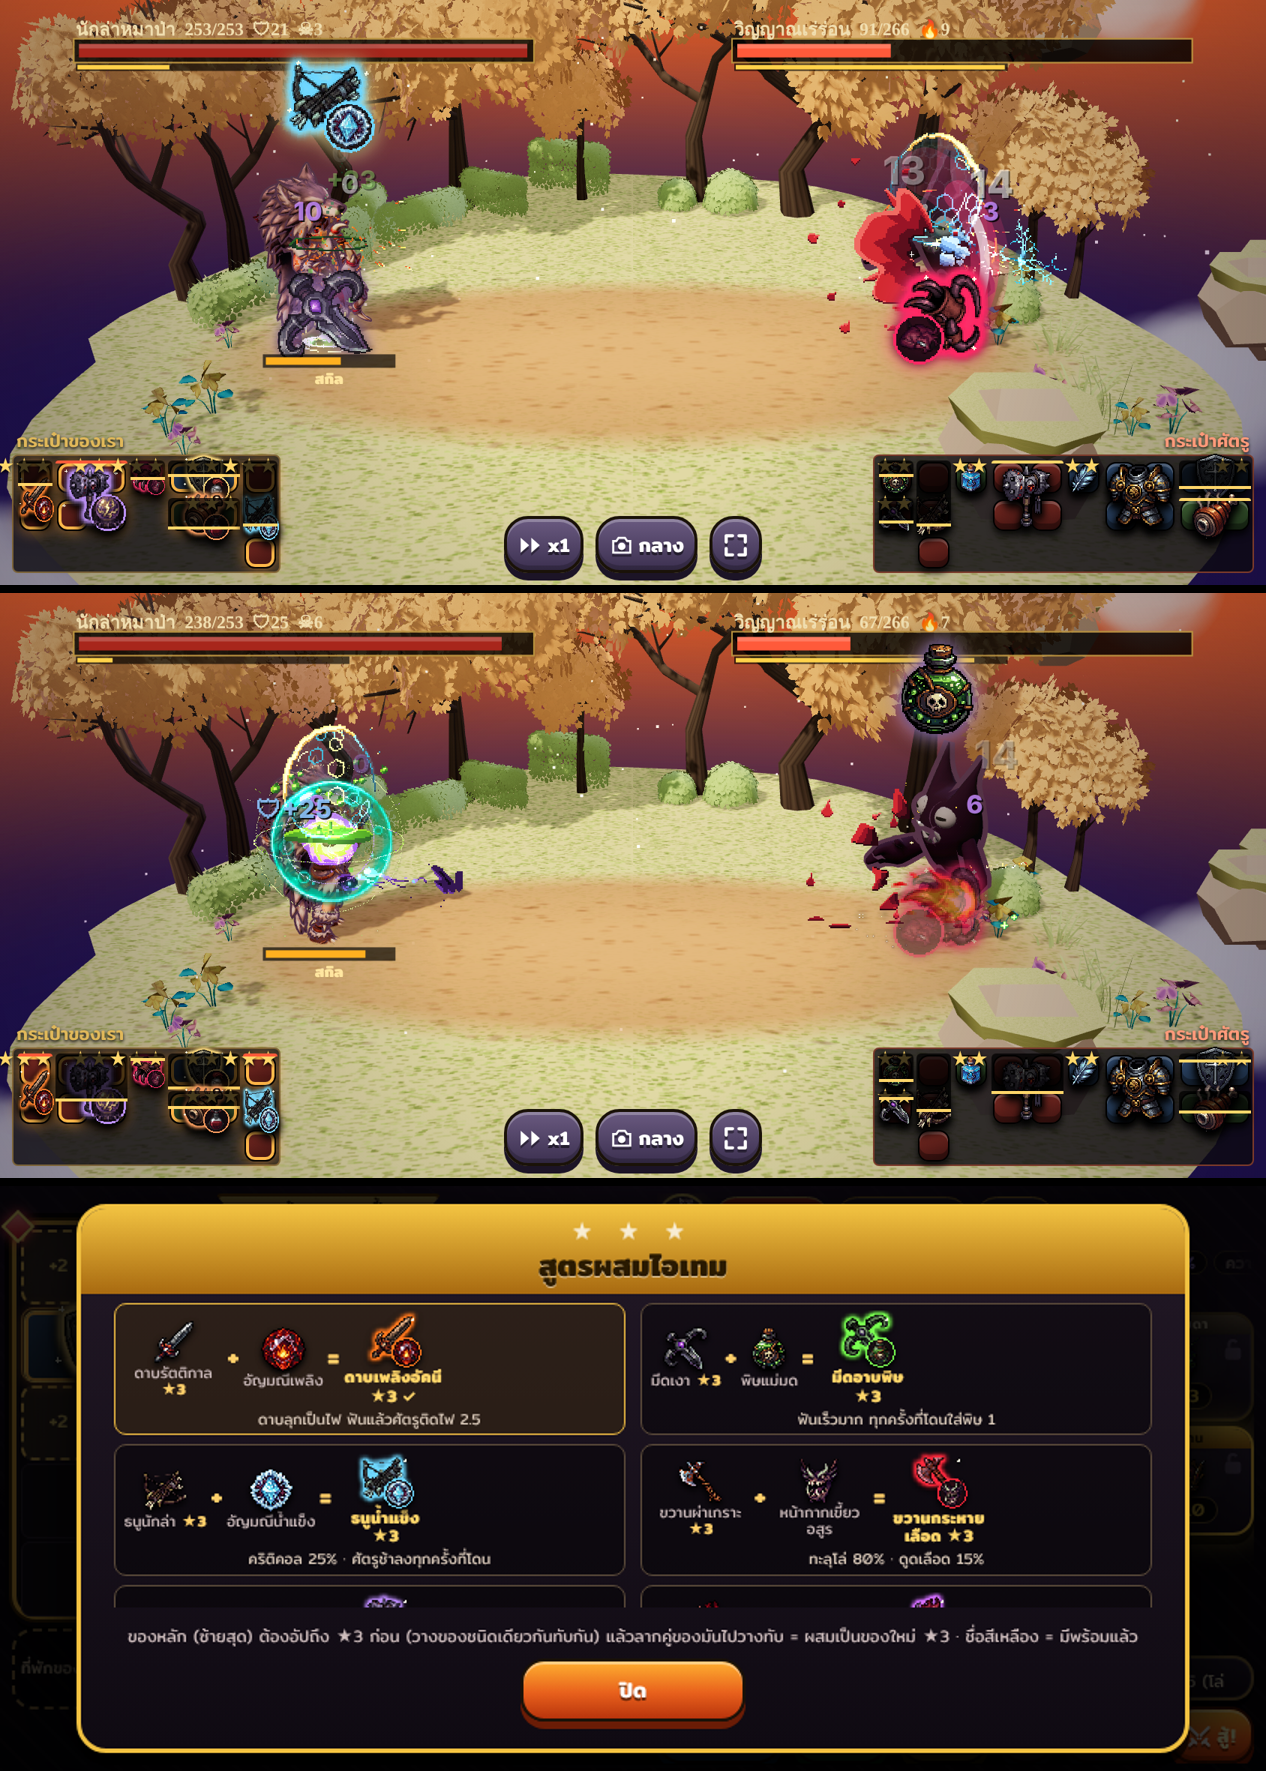 นักล่าหมาป่า 253/253 21 3
วิญญาณเร่ร่อน 91/266 9
0
10
13
14
3
สกิล
กระเป๋าของเรา
กระเป๋าศัตรู
x1
กลาง
นักล่าหมาป่า 238/253 25 6
วิญญาณเร่ร่อน 67/266 7
14
+25
6
สกิล
กระเป๋าของเรา
กระเป๋าศัตรู
x1
กลาง
สูตรผสมไอเทม
ดาบรัตติกาล ★3 + อัญมณีเพลิง = ดาบเพลิงอัคนี ★3 ✓
ดาบลุกเป็นไฟ ฟันแล้วศัตรูติดไฟ 2.5
มีดเงา ★3 + พิษแม่มด = มีดอาบพิษ ★3
ฟันเร็วมาก ทุกครั้งที่โดนใส่พิษ 1
ธนูนักล่า ★3 + อัญมณีน้ำแข็ง = ธนูน้ำแข็ง ★3
คริติคอล 25% · ศัตรูช้าลงทุกครั้งที่โดน
ขวานผ่าเกราะ ★3 + หน้ากากเขี้ยวอสูร = ขวานกระหายเลือด ★3
ทะลุโล่ 80% · ดูดเลือด 15%
ของหลัก (ซ้ายสุด) ต้องอัปถึง ★3 ก่อน (วางของชนิดเดียวกันทับกัน) แล้วลากคู่ของมันไปวางทับ = ผสมเป็นของใหม่ ★3 · ชื่อสีเหลือง = มีพร้อมแล้ว
ปิด
+2
+2
สู้!